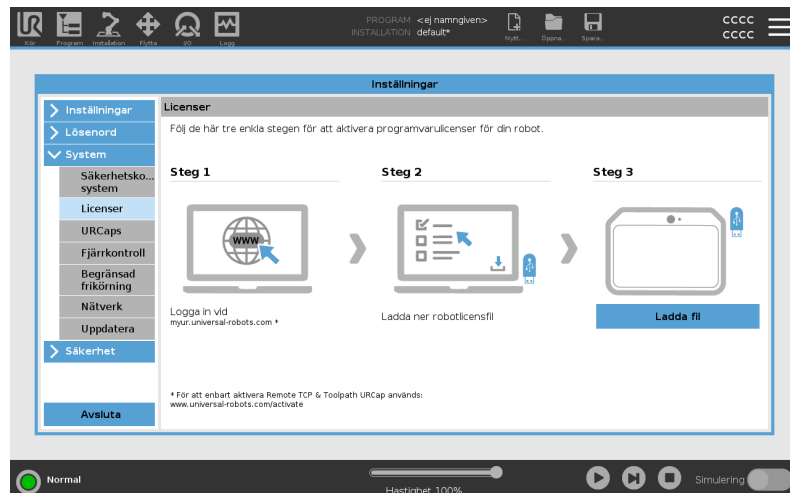 PROGRAM <ej namngiven>
INSTALLATION default*
cccc
cccc
Kör Program Installation Flytta I/O Logg Nytt... Öppna... Spara...
Inställningar
Inställningar
Lösenord
System
Säkerhetsko...
system
Licenser
URCaps
Fjärrkontroll
Begränsad
frikörning
Nätverk
Uppdatera
Säkerhet
Avsluta
Licenser
Följ de här tre enkla stegen för att aktivera programvarulicenser för din robot.
Steg 1 Steg 2 Steg 3
WWW
Logga in vid
myur.universal-robots.com *
Ladda ner robotlicensfil
Ladda fil
* För att enbart aktivera Remote TCP & Toolpath URCap används:
www.universal-robots.com/activate
Normal
Hastighet 100%
Simulering